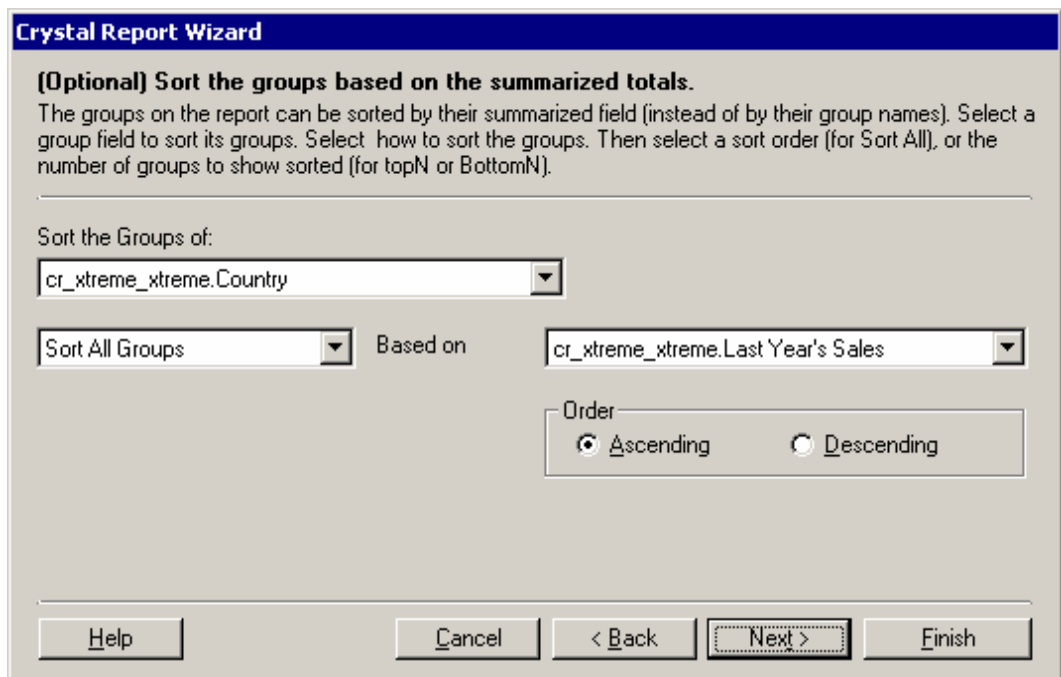 Crystal Report Wizard
(Optional) Sort the groups based on the summarized totals.
The groups on the report can be sorted by their summarized field (instead of by their group names). Select a
group field to sort its groups. Select  how to sort the groups. Then select a sort order (for Sort All), or the
number of groups to show sorted (for topN or BottomN).
Sort the Groups of:
cr_xtreme_xtreme.Country
Sort All Groups Based on cr_xtreme_xtreme.Last Year's Sales
Order
Ascending Descending
Help Cancel < Back Next > Finish